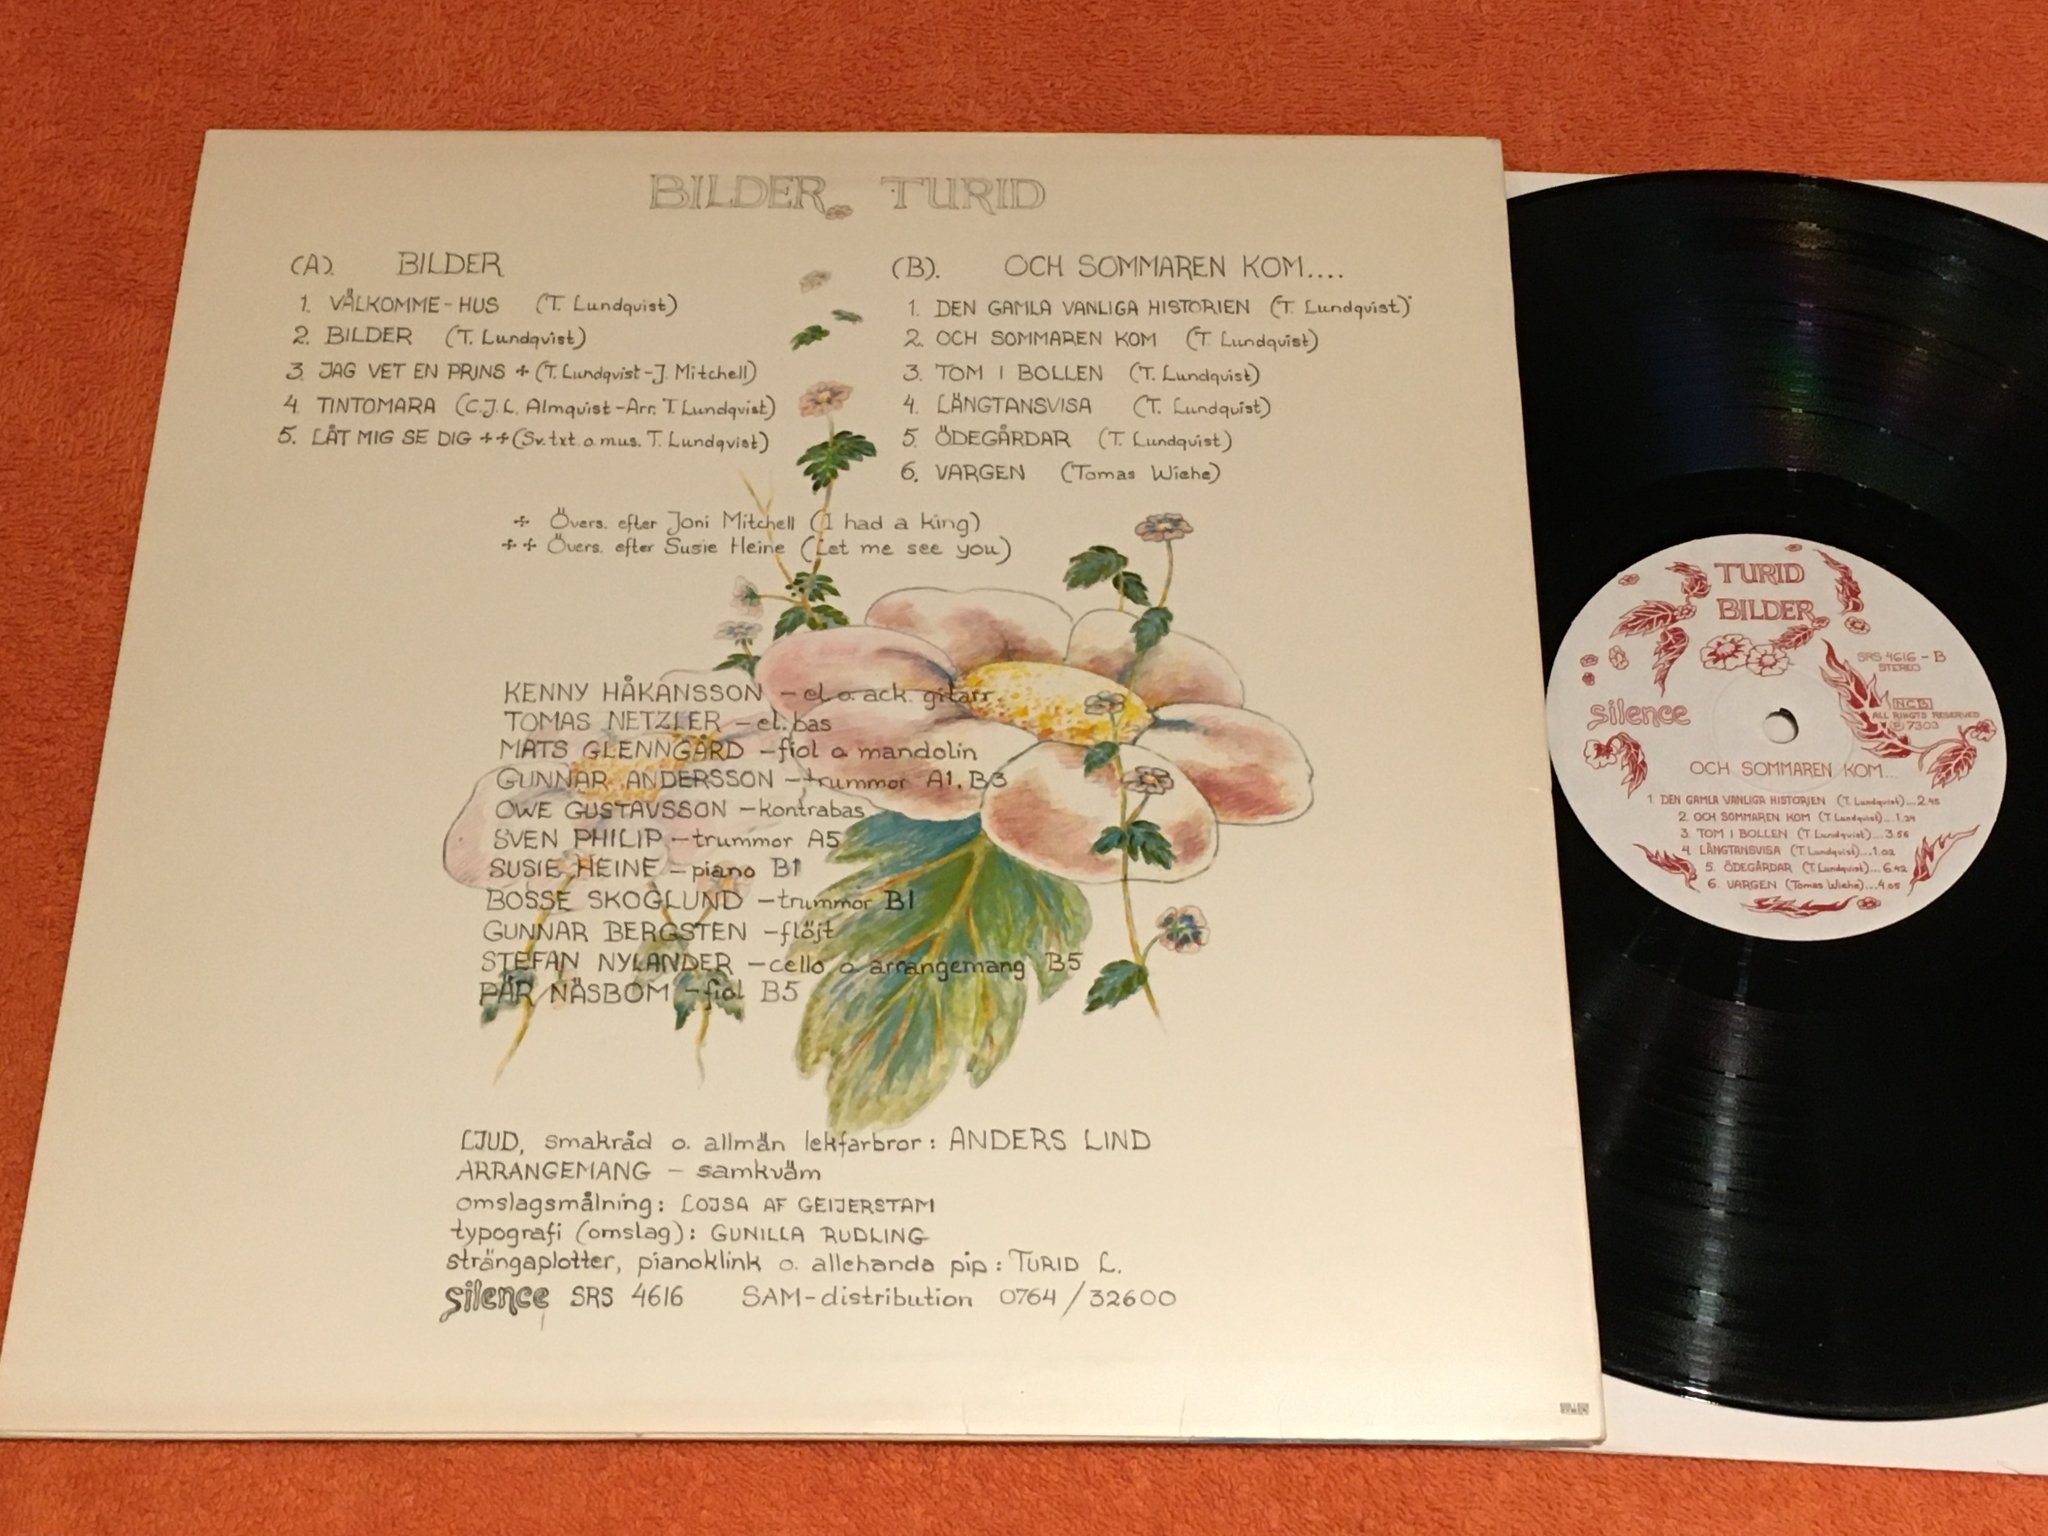 BILDER TURID
(A). BILDER
1. VÄLKOMME-HUS (T. Lundqvist)
2. BILDER (T. Lundqvist)
3. JAG VET EN PRINS + (T. Lundqvist-J. Mitchell)
4. TINTOMARA (C.J.L. Almquist-Arr. T. Lundqvist)
5. LÅT MIG SE DIG ++ (Sv. txt. o. mus. T. Lundqvist)
(B). OCH SOMMAREN KOM....
1. DEN GAMLA VANLIGA HISTORIEN (T. Lundqvist)
2. OCH SOMMAREN KOM (T. Lundqvist)
3. TOM I BOLLEN (T. Lundqvist)
4. LÄNGTANSVISA (T. Lundqvist)
5. ÖDEGÅRDAR (T. Lundqvist)
6. VARGEN (Tomas Wiehe)
+ Övers. efter Joni Mitchell (I had a king)
++ Övers. efter Susie Heine (Let me see you)
KENNY HÅKANSSON - el o. ack. gitarr
TOMAS NETZLER - el. bas
MATS GLENNGÅRD - fiol o mandolin
GUNNAR ANDERSSON - trummor A1, B3
OWE GUSTAVSSON - kontrabas
SVEN PHILIP - trummor A5
SUSIE HEINE - piano B1
BOSSE SKOGLUND - trummor B1
GUNNAR BERGSTEN - flöjt
STEFAN NYLANDER - cello o. arrangemang B5
PÄR NÄSBOM - fiol B5
LJUD, smakråd o. allmän lekfarbror: ANDERS LIND
ARRANGEMANG - samkväm
omslagsmålning: LOJSA AF GEIJERSTAM
typografi (omslag): GUNILLA RUDLING
strängaplotter, pianoklink o. allehanda pip: TURID L.
silence SRS 4616 SAM-distribution 0764/32600
TURID
BILDER
SRS 4616-B
STEREO
silence
NCB
ALL RINGTS RESERVED
Ⓟ 7303
OCH SOMMAREN KOM...
1. DEN GAMLA VANLIGA HISTORIEN (T. Lundqvist)...2.45
2. OCH SOMMAREN KOM (T. Lundqvist)...1.34
3. TOM I BOLLEN (T. Lundqvist)...3.56
4. LÄNGTANSVISA (T. Lundqvist)...1.02
5. ÖDEGÅRDAR (T. Lundqvist)...6.42
6. VARGEN (Tomas Wiehe)...4.05